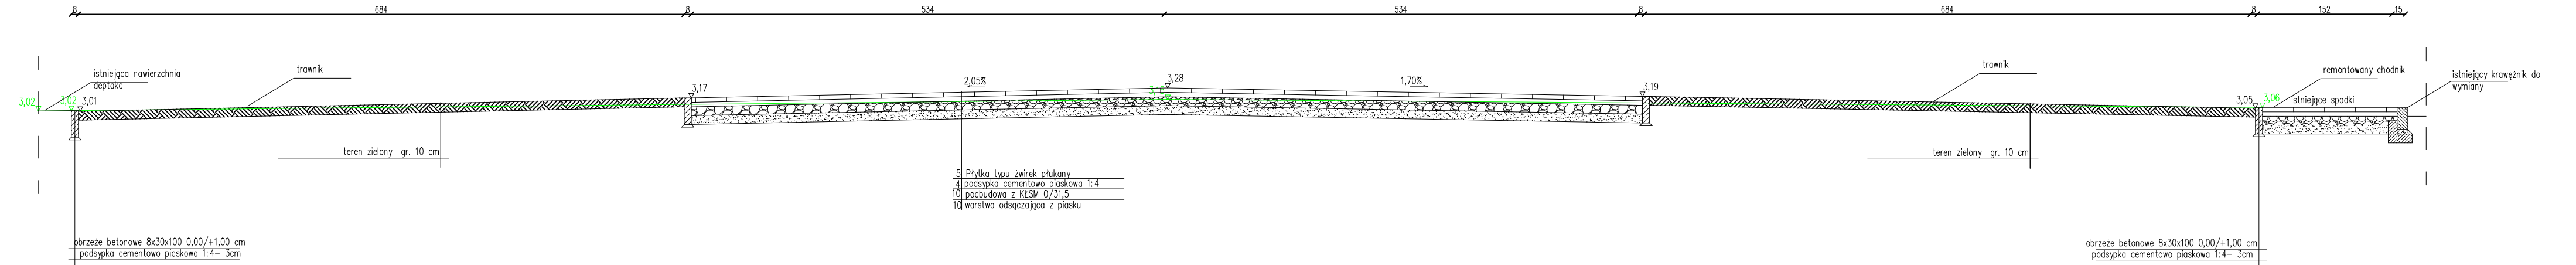 8 684 8 534 534 8 684 8 152 15
istniejąca nawierzchnia
deptaka
trawnik
2,05%
3,28
1,70%
trawnik
remontowany chodnik
istniejący krawężnik do
wymiany
3,02 3,02 3,01
3,17
3,19
3,05 3,06 istniejące spadki
teren zielony gr. 10 cm
teren zielony gr. 10 cm
5 Płytka typu żwirek płukany
4 podsypka cementowo piaskowa 1:4
10 podbudowa z KŁSM 0/31,5
10 warstwa odsączająca z piasku
obrzeże betonowe 8x30x100 0,00/+1,00 cm
podsypka cementowo piaskowa 1:4- 3cm
obrzeże betonowe 8x30x100 0,00/+1,00 cm
podsypka cementowo piaskowa 1:4- 3cm